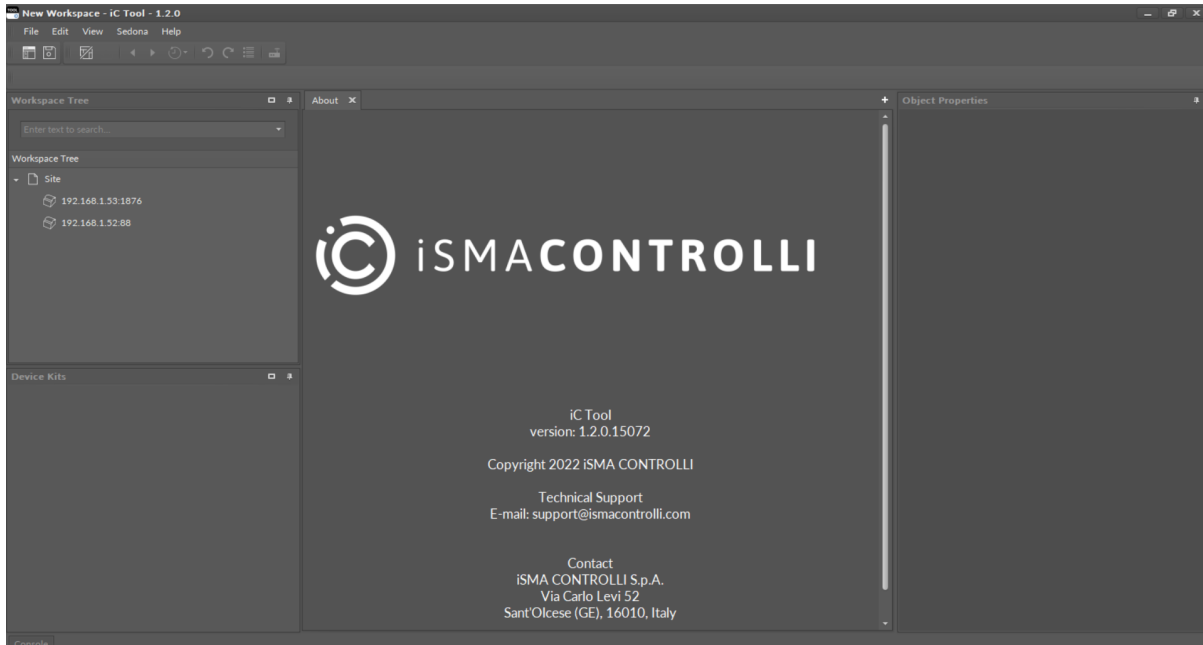 New Workspace - iC Tool - 1.2.0
File Edit View Sedona Help
Workspace Tree
Enter text to search...
Workspace Tree
Site
192.168.1.53:1876
192.168.1.52:88
Device Kits
About
iSMACONTROLLI
iC Tool
version: 1.2.0.15072
Copyright 2022 iSMA CONTROLLI
Technical Support
E-mail: support@ismacontrolli.com
Contact
iSMA CONTROLLI S.p.A.
Via Carlo Levi 52
Sant'Olcese (GE), 16010, Italy
Object Properties
Console